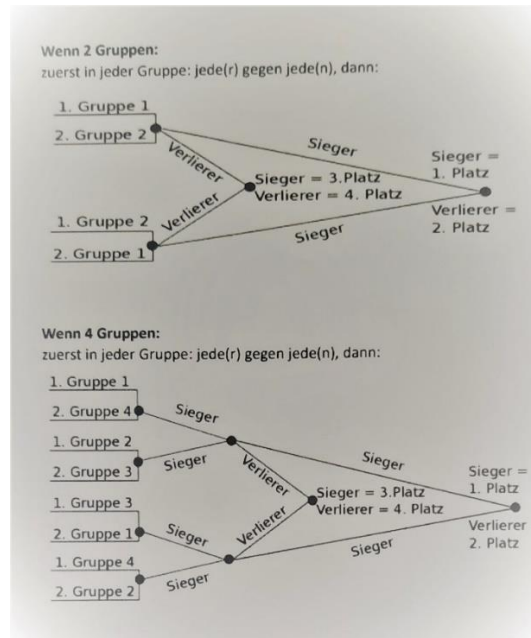 Wenn 2 Gruppen:
zuerst in jeder Gruppe: jede(r) gegen jede(n), dann:
1. Gruppe 1
2. Gruppe 2
Sieger
Verlierer
Sieger = 3.Platz
Verlierer = 4. Platz
Sieger =
1. Platz
Verlierer =
2. Platz
Verlierer
Sieger
1. Gruppe 2
2. Gruppe 1
Wenn 4 Gruppen:
zuerst in jeder Gruppe: jede(r) gegen jede(n), dann:
1. Gruppe 1
2. Gruppe 4
Sieger
1. Gruppe 2
2. Gruppe 3
Sieger
Sieger
Verlierer
Sieger = 3.Platz
Verlierer = 4. Platz
Sieger =
1. Platz
Verlierer
2. Platz
1. Gruppe 3
2. Gruppe 1
Sieger
Verlierer
Sieger
1. Gruppe 4
2. Gruppe 2
Sieger